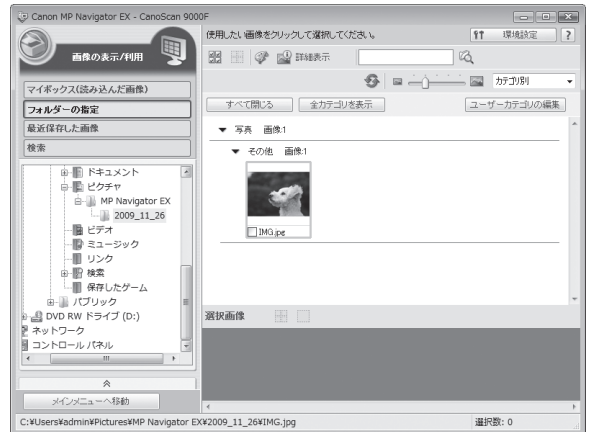 Canon MP Navigator EX - CanoScan 9000F
画像の表示/利用
使用したい画像をクリックして選択してください。
環境設定
?
詳細表示
カテゴリ別
マイボックス(読み込んだ画像)
フォルダーの指定
最近保存した画像
検索
すべて閉じる
全カテゴリを表示
ユーザーカテゴリの編集
▼ 写真 画像:1
▼ その他 画像:1
IMG.jpg
ドキュメント
ピクチャ
MP Navigator EX
2009_11_26
ビデオ
ミュージック
リンク
検索
保存したゲーム
パブリック
DVD RW ドライブ (D:)
ネットワーク
コントロール パネル
選択画像
メインメニューへ移動
C:¥Users¥admin¥Pictures¥MP Navigator EX¥2009_11_26¥IMG.jpg
選択数: 0